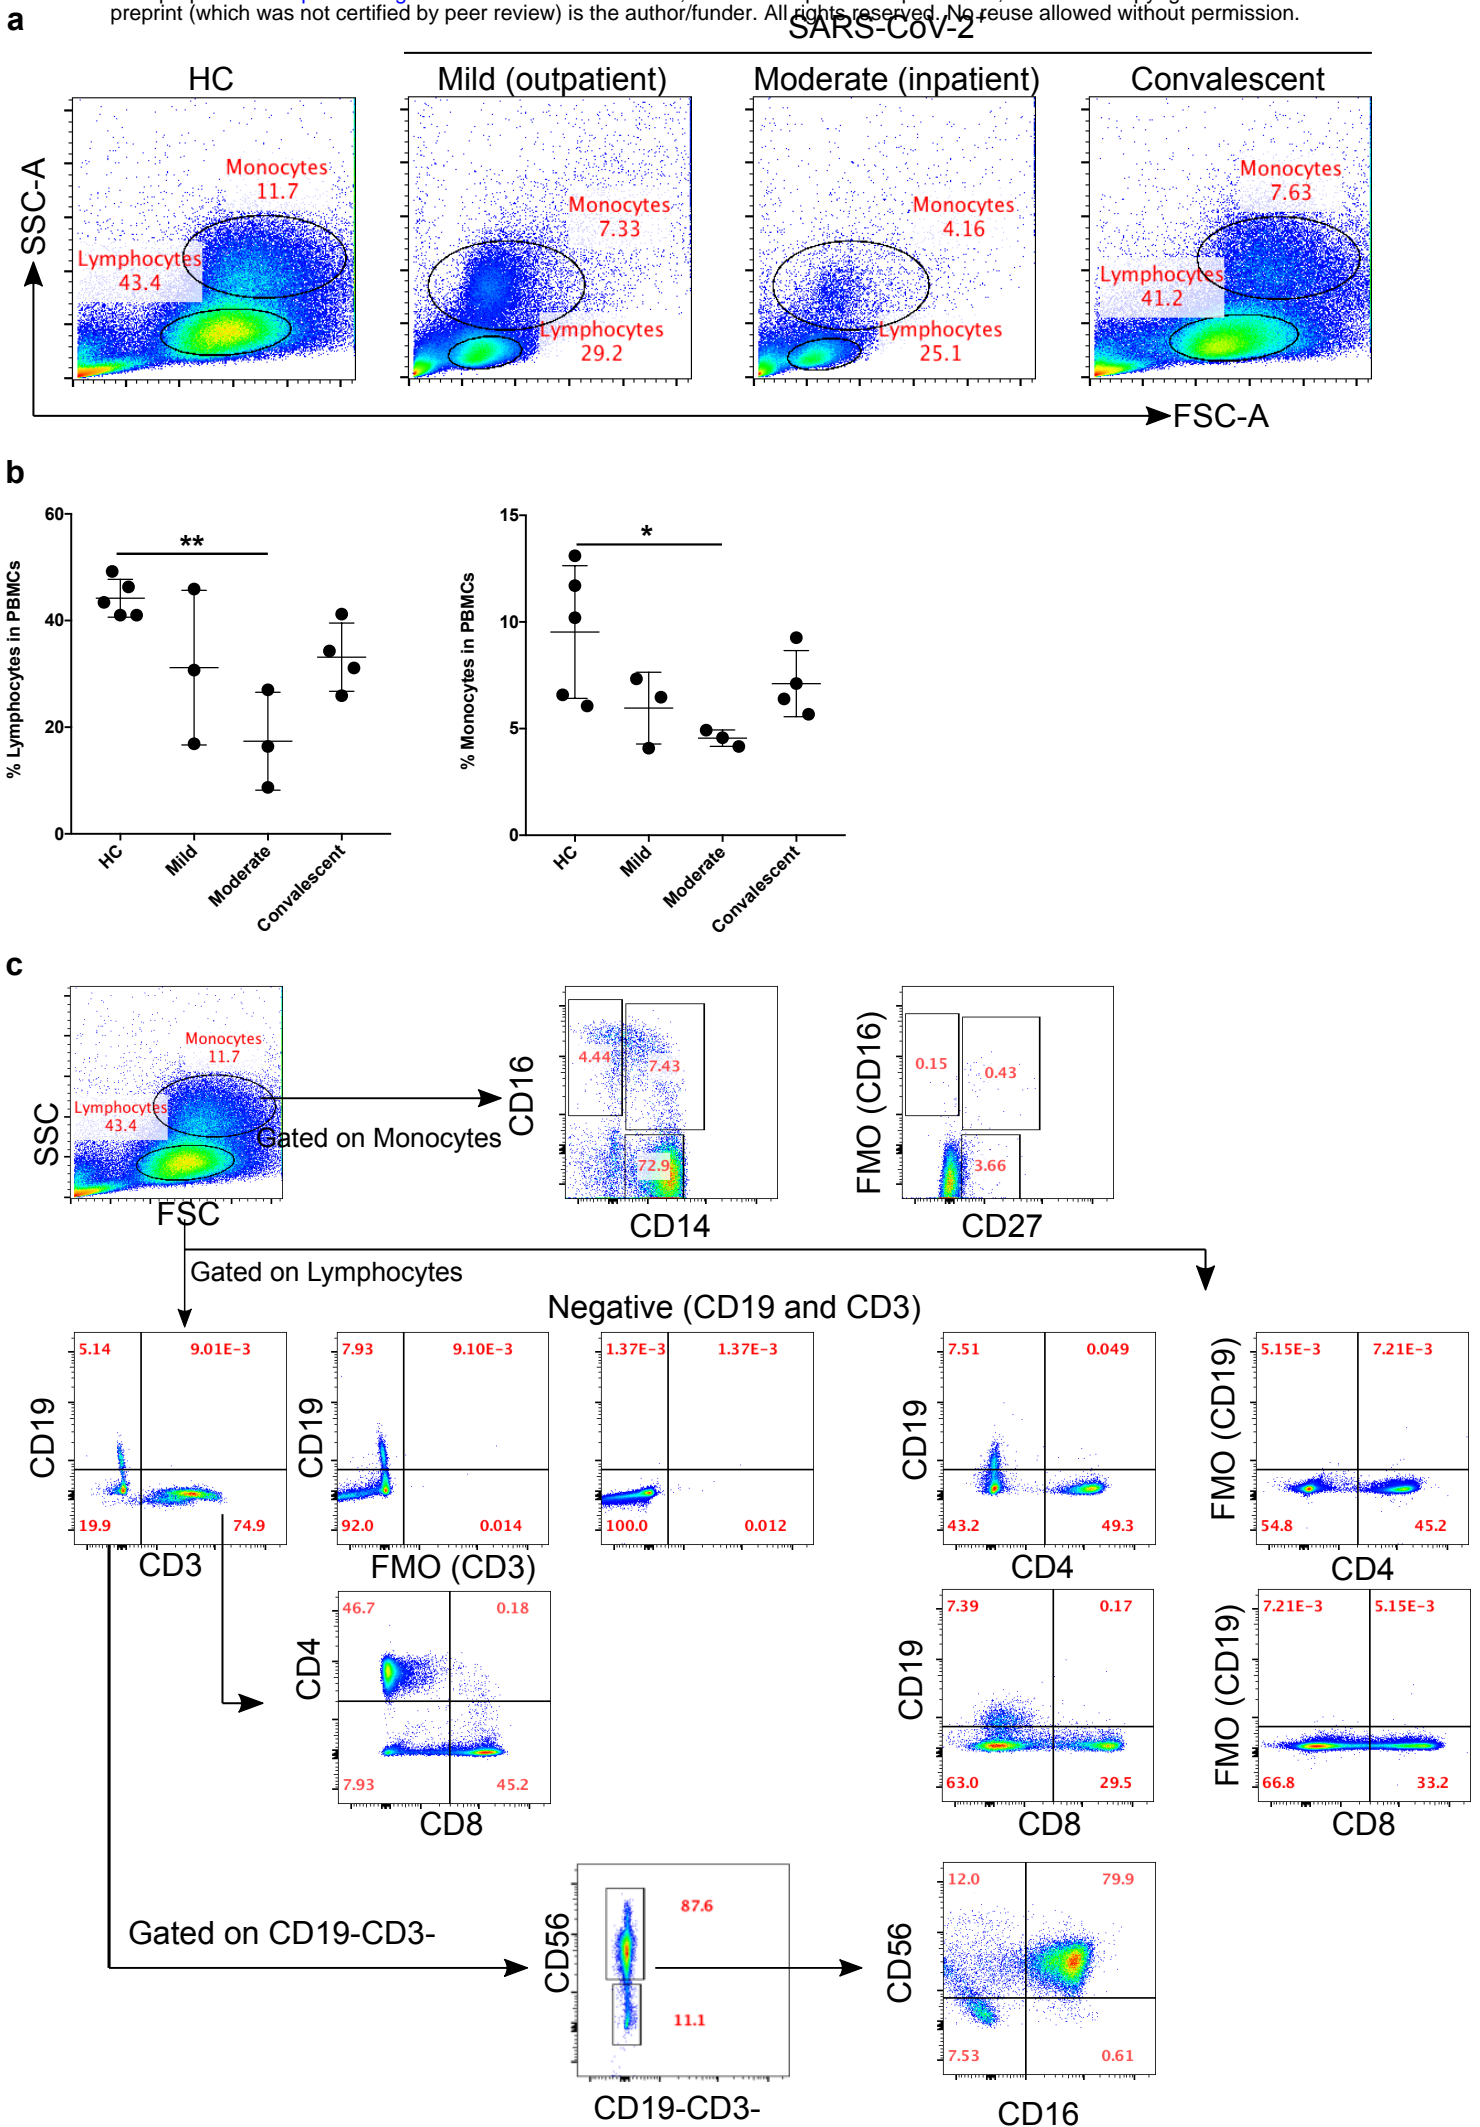 preprint (which was not certified by peer review) is the author/funder. All rights reserved. No reuse allowed without permission.
a
SARS-CoV-2+
HC
Mild (outpatient)
Moderate (inpatient)
Convalescent
SSC-A
Monocytes
11.7
Lymphocytes
43.4
Monocytes
7.33
Lymphocytes
29.2
Monocytes
4.16
Lymphocytes
25.1
Monocytes
7.63
Lymphocytes
41.2
FSC-A
b
% Lymphocytes in PBMCs
60
40
20
0
**
HC
Mild
Moderate
Convalescent
% Monocytes in PBMCs
15
10
5
0
*
HC
Mild
Moderate
Convalescent
c
SSC
Monocytes
11.7
Lymphocytes
43.4
FSC
Gated on Monocytes
CD16
4.44
7.43
72.9
CD14
FMO (CD16)
0.15
0.43
3.66
CD27
Gated on Lymphocytes
Negative (CD19 and CD3)
CD19
5.14
9.01E-3
19.9
74.9
CD3
CD19
7.93
9.10E-3
92.0
0.014
FMO (CD3)
1.37E-3
1.37E-3
100.0
0.012
CD19
7.51
0.049
43.2
49.3
CD4
FMO (CD19)
5.15E-3
7.21E-3
54.8
45.2
CD4
CD4
46.7
0.18
7.93
45.2
CD8
CD19
7.39
0.17
63.0
29.5
CD8
FMO (CD19)
7.21E-3
5.15E-3
66.8
33.2
CD8
Gated on CD19-CD3-
CD56
87.6
11.1
CD19-CD3-
CD56
12.0
79.9
7.53
0.61
CD16